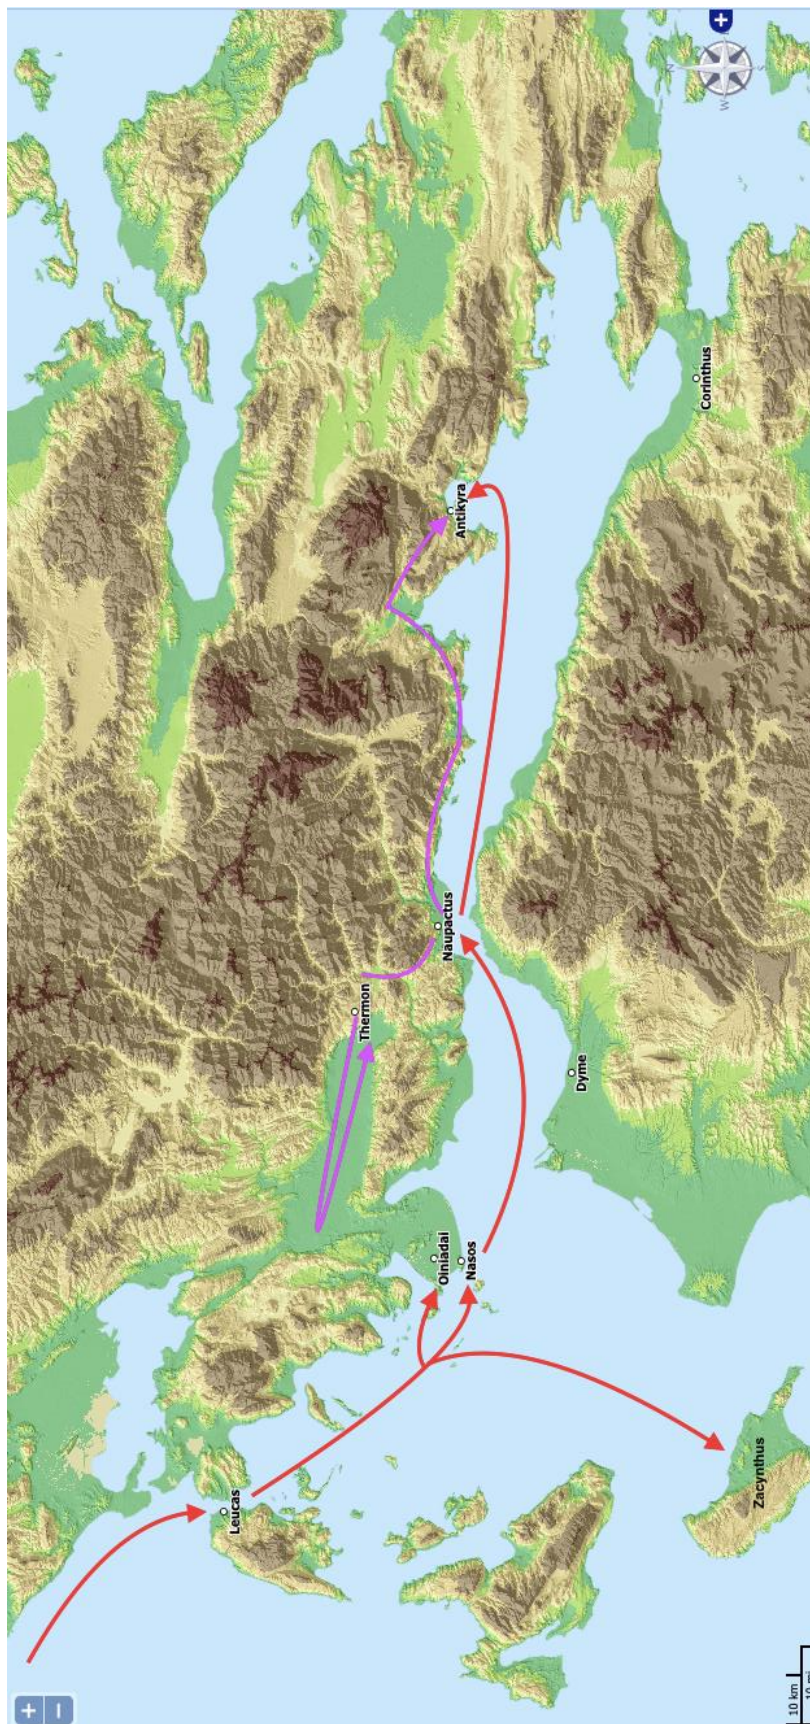 +
−
Leucas
Thermon
Oiniadai
Naupactus
Antikyra
Nasos
Dyme
N
Corinthus
W
Zacynthus
S
+
10 km